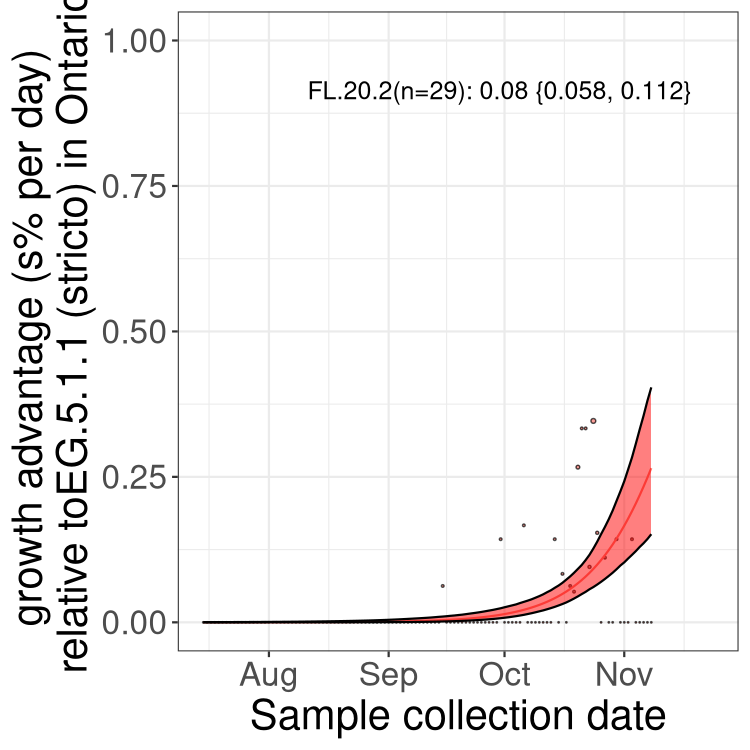 growth advantage (s% per day)
relative toEG.5.1.1 (stricto) in Ontario
1.00
0.75
0.50
0.25
0.00
FL.20.2(n=29): 0.08 {0.058, 0.112}
Aug Sep Oct Nov
Sample collection date